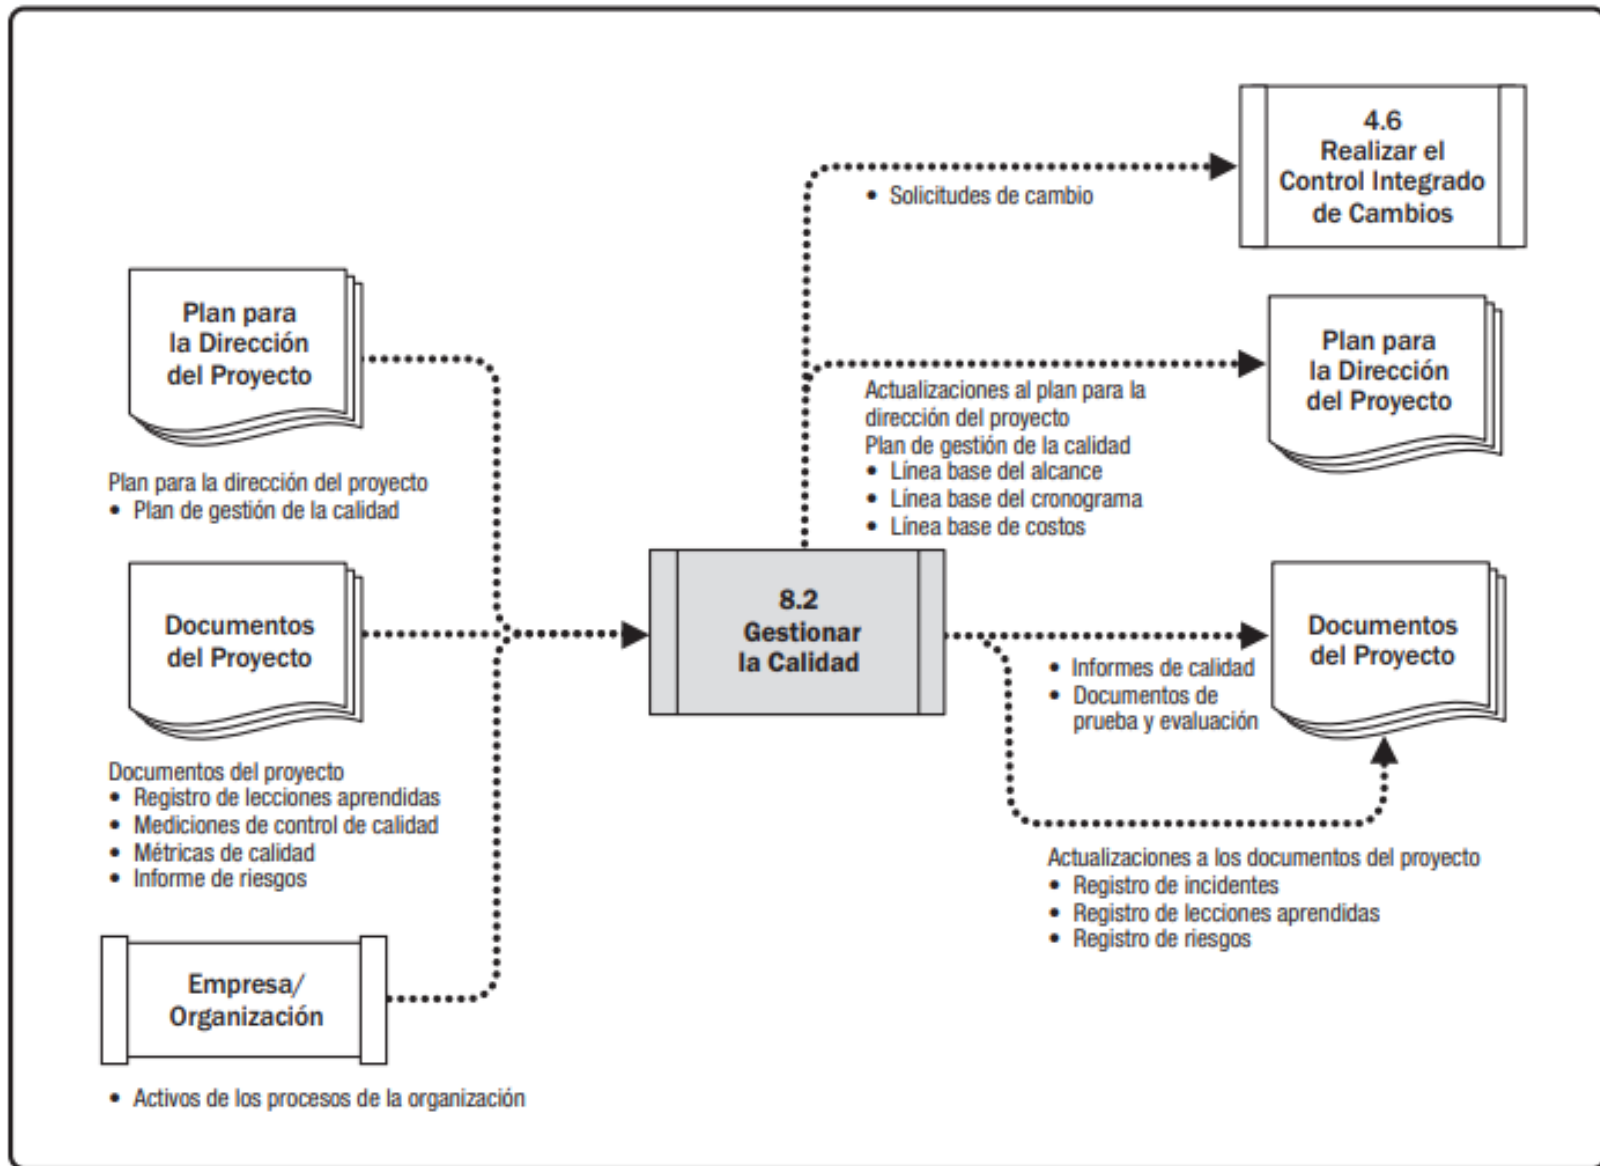 Plan para
la Dirección
del Proyecto
Plan para la dirección del proyecto
• Plan de gestión de la calidad
Documentos
del Proyecto
Documentos del proyecto
• Registro de lecciones aprendidas
• Mediciones de control de calidad
• Métricas de calidad
• Informe de riesgos
Empresa/
Organización
• Activos de los procesos de la organización
8.2
Gestionar
la Calidad
4.6
Realizar el
Control Integrado
de Cambios
• Solicitudes de cambio
Plan para
la Dirección
del Proyecto
Actualizaciones al plan para la
dirección del proyecto
Plan de gestión de la calidad
• Línea base del alcance
• Línea base del cronograma
• Línea base de costos
Documentos
del Proyecto
• Informes de calidad
• Documentos de
prueba y evaluación
Actualizaciones a los documentos del proyecto
• Registro de incidentes
• Registro de lecciones aprendidas
• Registro de riesgos